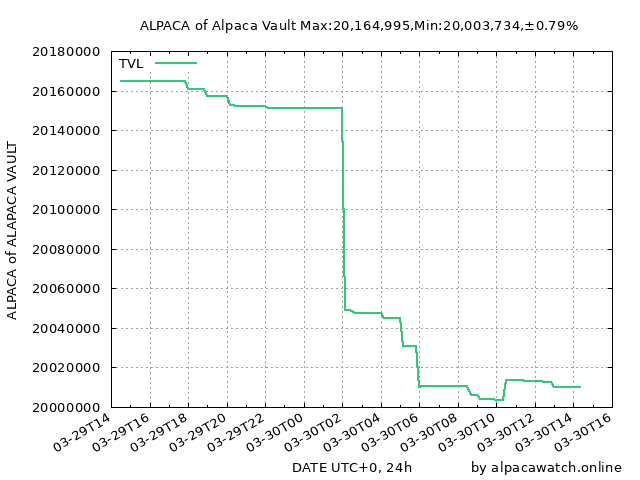 ALPACA of Alpaca Vault Max:20,164,995,Min:20,003,734,±0.79%
TVL
ALPACA of ALAPACA VAULT
20180000
20160000
20140000
20120000
20100000
20080000
20060000
20040000
20020000
20000000
03-29T14
03-29T16
03-29T18
03-29T20
03-29T22
03-30T00
03-30T02
03-30T04
03-30T06
03-30T08
03-30T10
03-30T12
03-30T14
03-30T16
DATE UTC+0, 24h
by alpacawatch.online